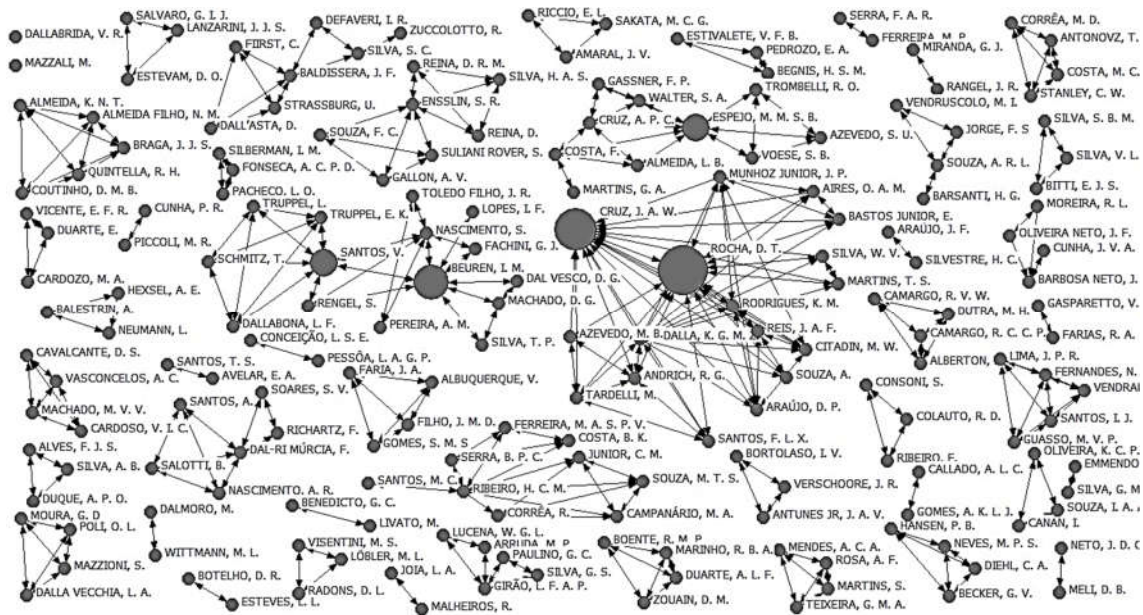 SALVARO, G. I. J.
LANZARINI, J. J. S.
DEFAVERI, I. R.
ZUCCOLOTTO, R.
RICCIO, E. L.
SAKATA, M. C. G.
SERRA, F. A. R.
CORRÊA, M. D.
DALLABRIDA, V. R.
FIIRST, C.
SILVA, S. C.
ESTIVALETE, V. F. B.
FERREIRA, M. P.
ANTONOVZ, T.
MAZZALI, M.
ESTEVAM, D. O.
BALDISSERA, J. F.
REINA, D. R. M.
AMARAL, J. V.
PEDROZO, E. A.
MIRANDA, G. J.
COSTA, M. C.
SILVA, H. A. S.
GASSNER, F. P.
BEGNIS, H. S. M.
TROMBELLI, R. O.
RANGEL, J. R.
STANLEY, C. W.
ALMEIDA, K. N. T.
STRASSBURG, U.
ENSSLIN, S. R.
WALTER, S. A.
VENDRUSCOLO, M. I.
ALMEIDA FILHO, N. M.
DALL'ASTA, D.
CRUZ, A. P. C.
ESPEJO, M. M. S. B.
SILVA, S. B. M.
BRAGA, J. J. S.
SOUZA, F. C.
REINA, D.
AZEVEDO, S. U.
JORGE, F. S
SILBERMAN, I. M.
SULIANI ROVER, S.
COSTA, F.
VOESE, S. B.
SILVA, V. L.
QUINTELLA, R. H.
FONSECA, A. C. P. D.
ALMEIDA, L. B.
SOUZA, A. R. L.
COUTINHO, D. M. B.
PACHECO. L. O.
GALLON, A. V.
MARTINS, G. A.
MUNHOZ JUNIOR, J. P.
BARSANTI, H. G.
BITTI, E. J. S.
TOLEDO FILHO, J. R.
AIRES, O. A. M.
VICENTE, E. F. R.
CUNHA, P. R.
TRUPPEL, L.
LOPES, I. F.
CRUZ, J. A. W.
BASTOS JUNIOR, E.
MOREIRA, R. L.
DUARTE, E.
TRUPPEL, E. K.
NASCIMENTO, S.
ARAÚJO, J. F.
PICCOLI, M. R.
SANTOS, V.
FACHINI, G. J.
ROCHA, D. T.
SILVA, W. V.
OLIVEIRA NETO, J. F.
SCHMITZ, T.
BEUREN, I. M.
SILVESTRE, H. C.
CUNHA, J. V. A.
CARDOZO, M. A.
DAL VESCO, D. G.
MARTINS, T. S.
BARBOSA NETO, J.
HEXSEL, A. E.
RENGEL, S.
MACHADO, D. G.
RODRIGUES, K. M.
CAMARGO, R. V. W.
BALESTRIN, A.
DUTRA, M. H.
GASPARETTO, V.
NEUMANN, L.
DALLABONA, L. F.
PEREIRA, A. M.
AZEVEDO, M. B.
DALLA, K. G. M.
REIS, J. A. F.
CAMARGO, R. C. C. P.
FARIAS, R. A.
CONCEIÇÃO, L. S. E.
SILVA, T. P.
CITADIN, M. W.
CAVALCANTE, D. S.
SANTOS, T. S.
PESSÔA, L. A. G. P.
ALBERTON,
LIMA, J. P. R.
VASCONCELOS, A. C.
AVELAR, E. A.
FARIA, J. A.
ALBUQUERQUE, V.
ANDRICH, R. G.
SOUZA, A.
FERNANDES, N.
SOARES, S. V.
TARDELLI, M.
CONSONI, S.
VENDRA
MACHADO, M. V. V.
SANTOS, A.
ARAÚJO, D. P.
COLAUTO, R. D.
SANTOS, I. J.
CARDOSO, V. I. C.
RICHARTZ, F.
FILHO, J. M. D.
FERREIRA, M. A. S. P. V.
ALVES, F. J. S.
DAL-RI MÚRCIA, F.
GOMES, S. M. S
COSTA, B. K.
SANTOS, F. L. X.
GUASSO, M. V. P.
SERRA, B. P. C.
JUNIOR, C. M.
BORTOLASO, I. V.
RIBEIRO, F.
OLIVEIRA, K. C. P.
SILVA, A. B.
SALOTTI, B.
CALLADO, A. L. C.
EMMENDO
SANTOS, M. C.
RIBEIRO, H. C. M.
SOUZA, M. T. S.
VERSCHOORE, J. R.
SILVA, G. M
DUQUE, A. P. O.
NASCIMENTO. A. R.
BENEDICTO, G. C.
GOMES, A. K. L. J.
SOUZA, I. A.
MOURA, G. D
DALMORO, M.
CORRÊA, R.
CAMPANÁRIO, M. A.
ANTUNES JR, J. A. V.
POLI, O. L.
LIVATO, M.
LUCENA, W. G. L.
HANSEN, P. B.
CANAN, I.
VISENTINI, M. S.
ARRUDA, M. P.
BOENTE, R. M. P.
MARINHO, R. B. A.
MENDES, A. C. A.
NEVES, M. P. S.
NETO, J. D. C
WITTMANN, M. L.
LÖBLER, M. L.
PAULINO, G. C.
ROSA, A. F.
MAZZIONI, S.
JOIA, L. A.
SILVA, G. S.
DUARTE, A. L. F.
DIEHL, C. A.
BOTELHO, D. R.
RADONS, D. L.
GIRÃO, L. F. A. P.
MARTINS, S.
DALLA VECCHIA, L. A.
ESTEVES, L. L.
MALHEIROS, R.
ZOUAIN, D. M.
TEIXEIRA, G. M. A.
BECKER, G. V.
MELI, D. B.